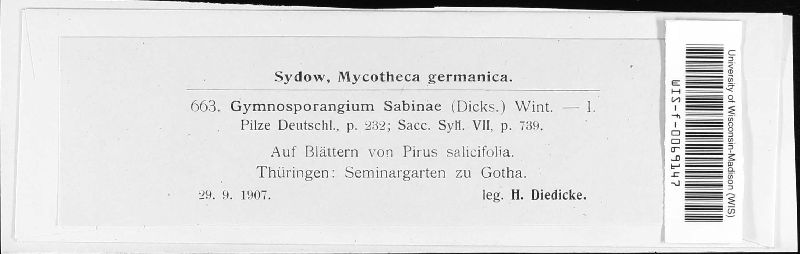 Sydow, Mycotheca germanica.
663. Gymnosporangium Sabinae (Dicks.) Wint. — I.
Pilze Deutschl., p. 232; Sacc. Syll. VII, p. 739.
Auf Blättern von Pirus salicifolia.
Thüringen: Seminargarten zu Gotha.
29. 9. 1907. leg. H. Diedicke.
University of Wisconsin-Madison (WIS)
WIS-f-0069147